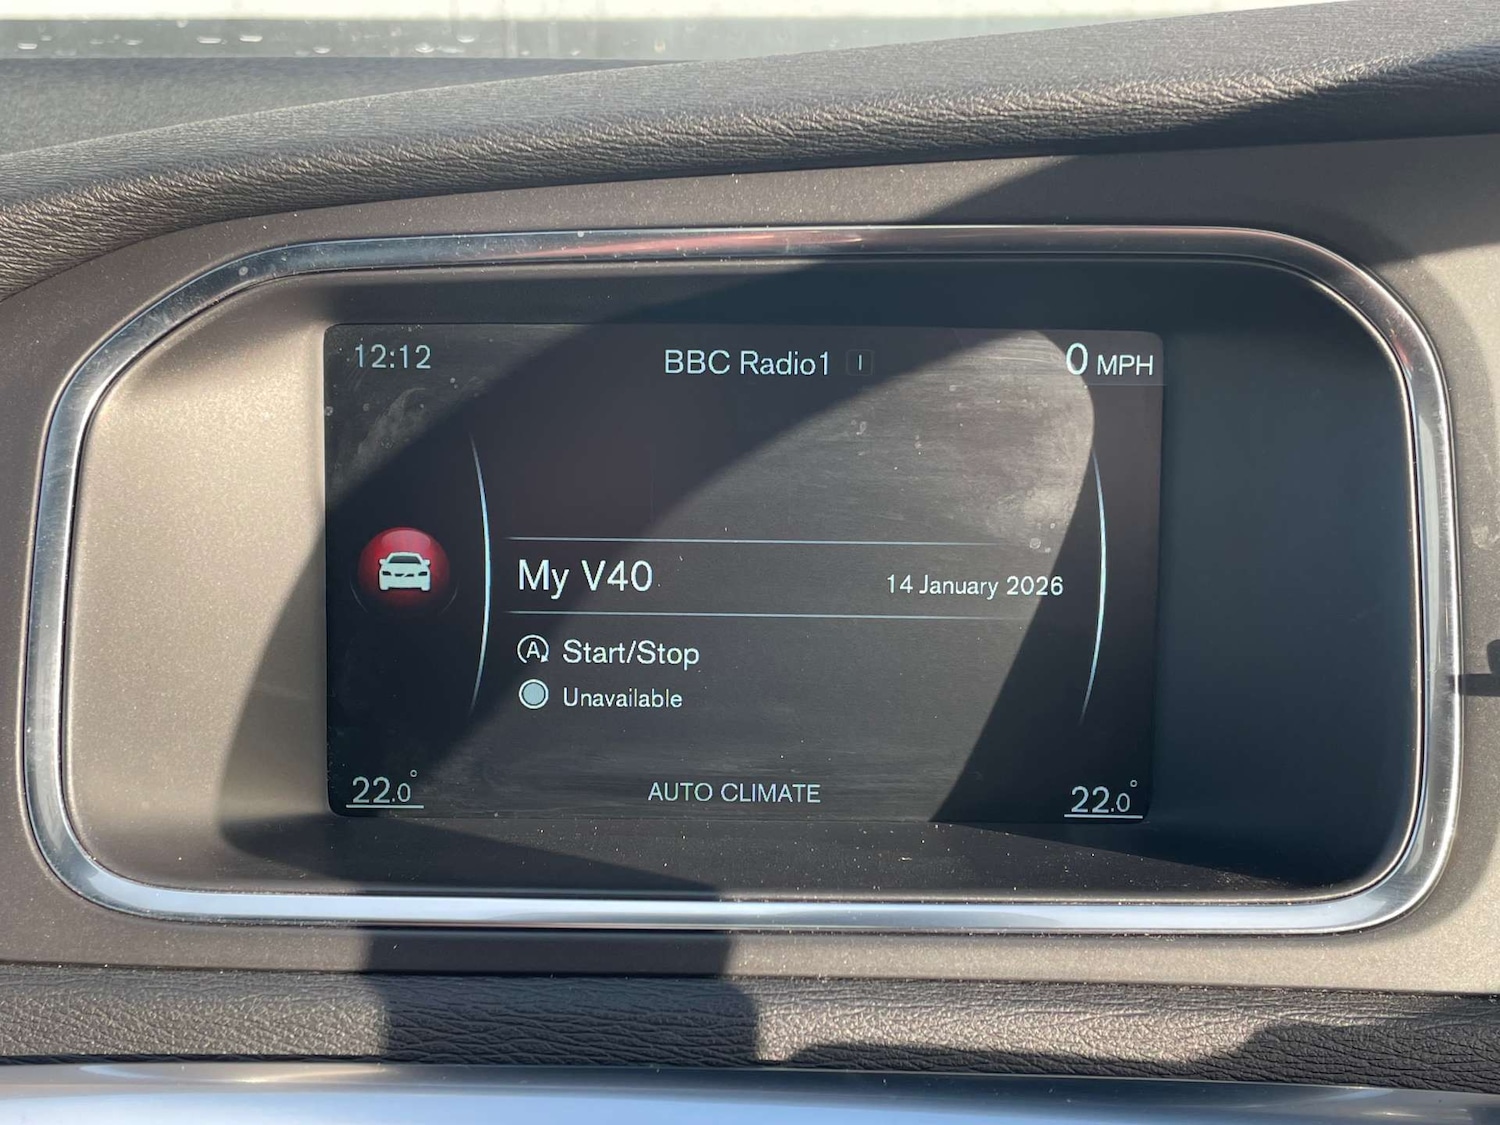 12:12 BBC Radio1 I 0 MPH
My V40 14 January 2026
A Start/Stop
Unavailable
22.0° AUTO CLIMATE 22.0°